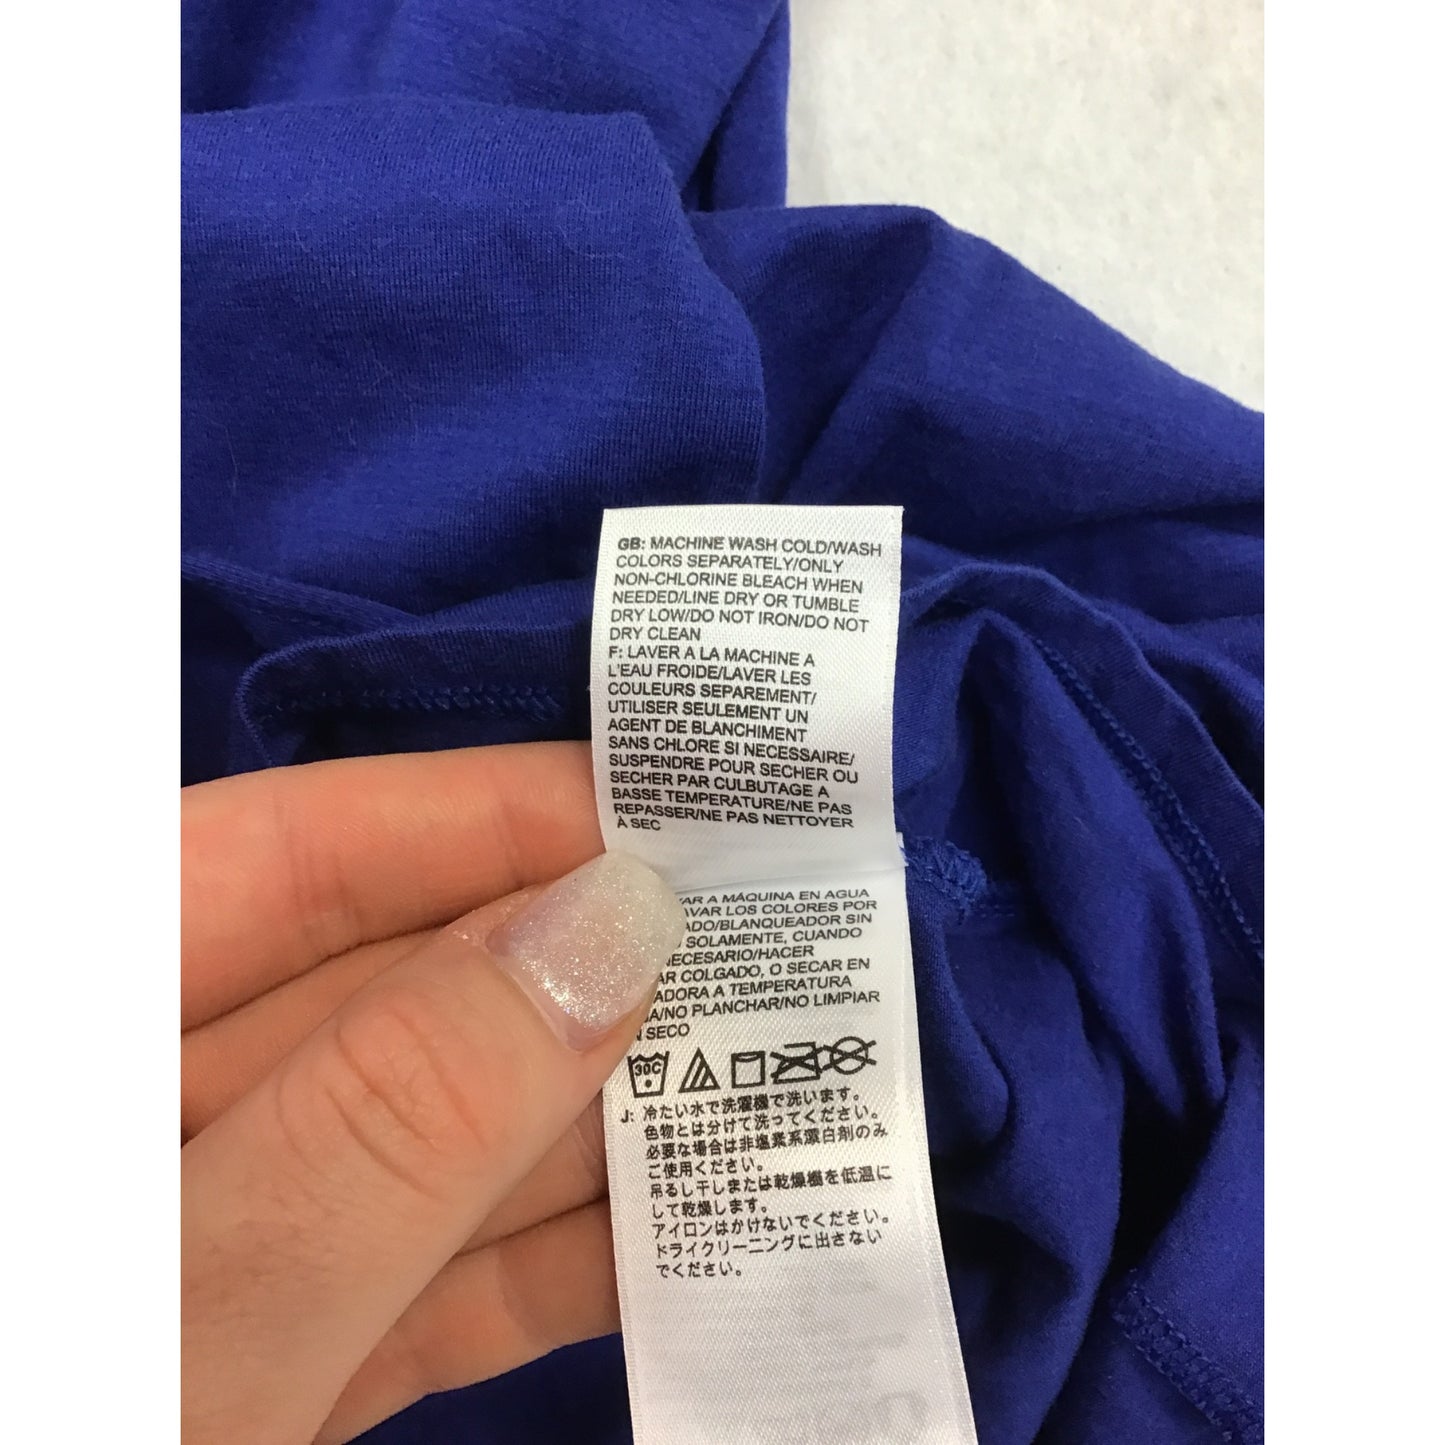 GB: MACHINE WASH COLD/WASH
COLORS SEPARATELY/ONLY
NON-CHLORINE BLEACH WHEN
NEEDED/LINE DRY OR TUMBLE
DRY LOW/DO NOT IRON/DO NOT
DRY CLEAN
F: LAVER A LA MACHINE A
L'EAU FROIDE/LAVER LES
COULEURS SEPAREMENT/
UTILISER SEULEMENT UN
AGENT DE BLANCHIMENT
SANS CHLORE SI NECESSAIRE/
SUSPENDRE POUR SECHER OU
SECHER PAR CULBUTAGE A
BASSE TEMPERATURE/NE PAS
REPASSER/NE PAS NETTOYER
À SEC
A MÁQUINA EN AGUA
LOS COLORES POR
BLANQUEADOR SIN
SOLAMENTE, CUANDO
HACER
COLGADO, O SECAR EN
A TEMPERATURA
NO PLANCHAR/NO LIMPIAR
SECO
30C
J: 冷たい水で洗濯機で洗います。
色物とは分けて洗ってください。
必要な場合は非塩素系漂白剤のみ
ご使用ください。
吊るし干しまたは乾燥機を低温に
して乾燥します。
アイロンはかけないでください。
ドライクリーニングに出さない
でください。